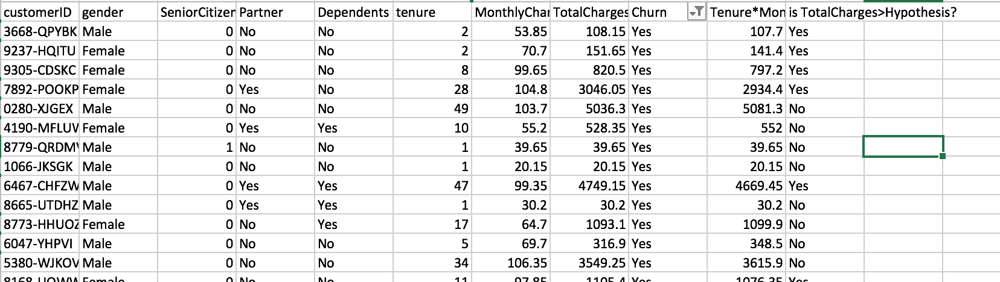 customerID gender SeniorCitizen Partner Dependents tenure MonthlyChar TotalCharges Churn Tenure*Mon is TotalCharges>Hypothesis?
3668-QPYBK Male 0 No No 2 53.85 108.15 Yes 107.7 Yes
9237-HQITU Female 0 No No 2 70.7 151.65 Yes 141.4 Yes
9305-CDSKC Female 0 No No 8 99.65 820.5 Yes 797.2 Yes
7892-POOKP Female 0 Yes No 28 104.8 3046.05 Yes 2934.4 Yes
0280-XJGEX Male 0 No No 49 103.7 5036.3 Yes 5081.3 No
4190-MFLUV Female 0 Yes Yes 10 55.2 528.35 Yes 552 No
8779-QRDMV Male 1 No No 1 39.65 39.65 Yes 39.65 No
1066-JKSGK Male 0 No No 1 20.15 20.15 Yes 20.15 No
6467-CHFZW Male 0 Yes Yes 47 99.35 4749.15 Yes 4669.45 Yes
8665-UTDHZ Male 0 Yes Yes 1 30.2 30.2 Yes 30.2 No
8773-HHUOZ Female 0 No Yes 17 64.7 1093.1 Yes 1099.9 No
6047-YHPVI Male 0 No No 5 69.7 316.9 Yes 348.5 No
5380-WJKOV Male 0 No No 34 106.35 3549.25 Yes 3615.9 No
8168-UQWW Female 0 No No 11 97.85 1105.4 Yes 1076.35 Yes